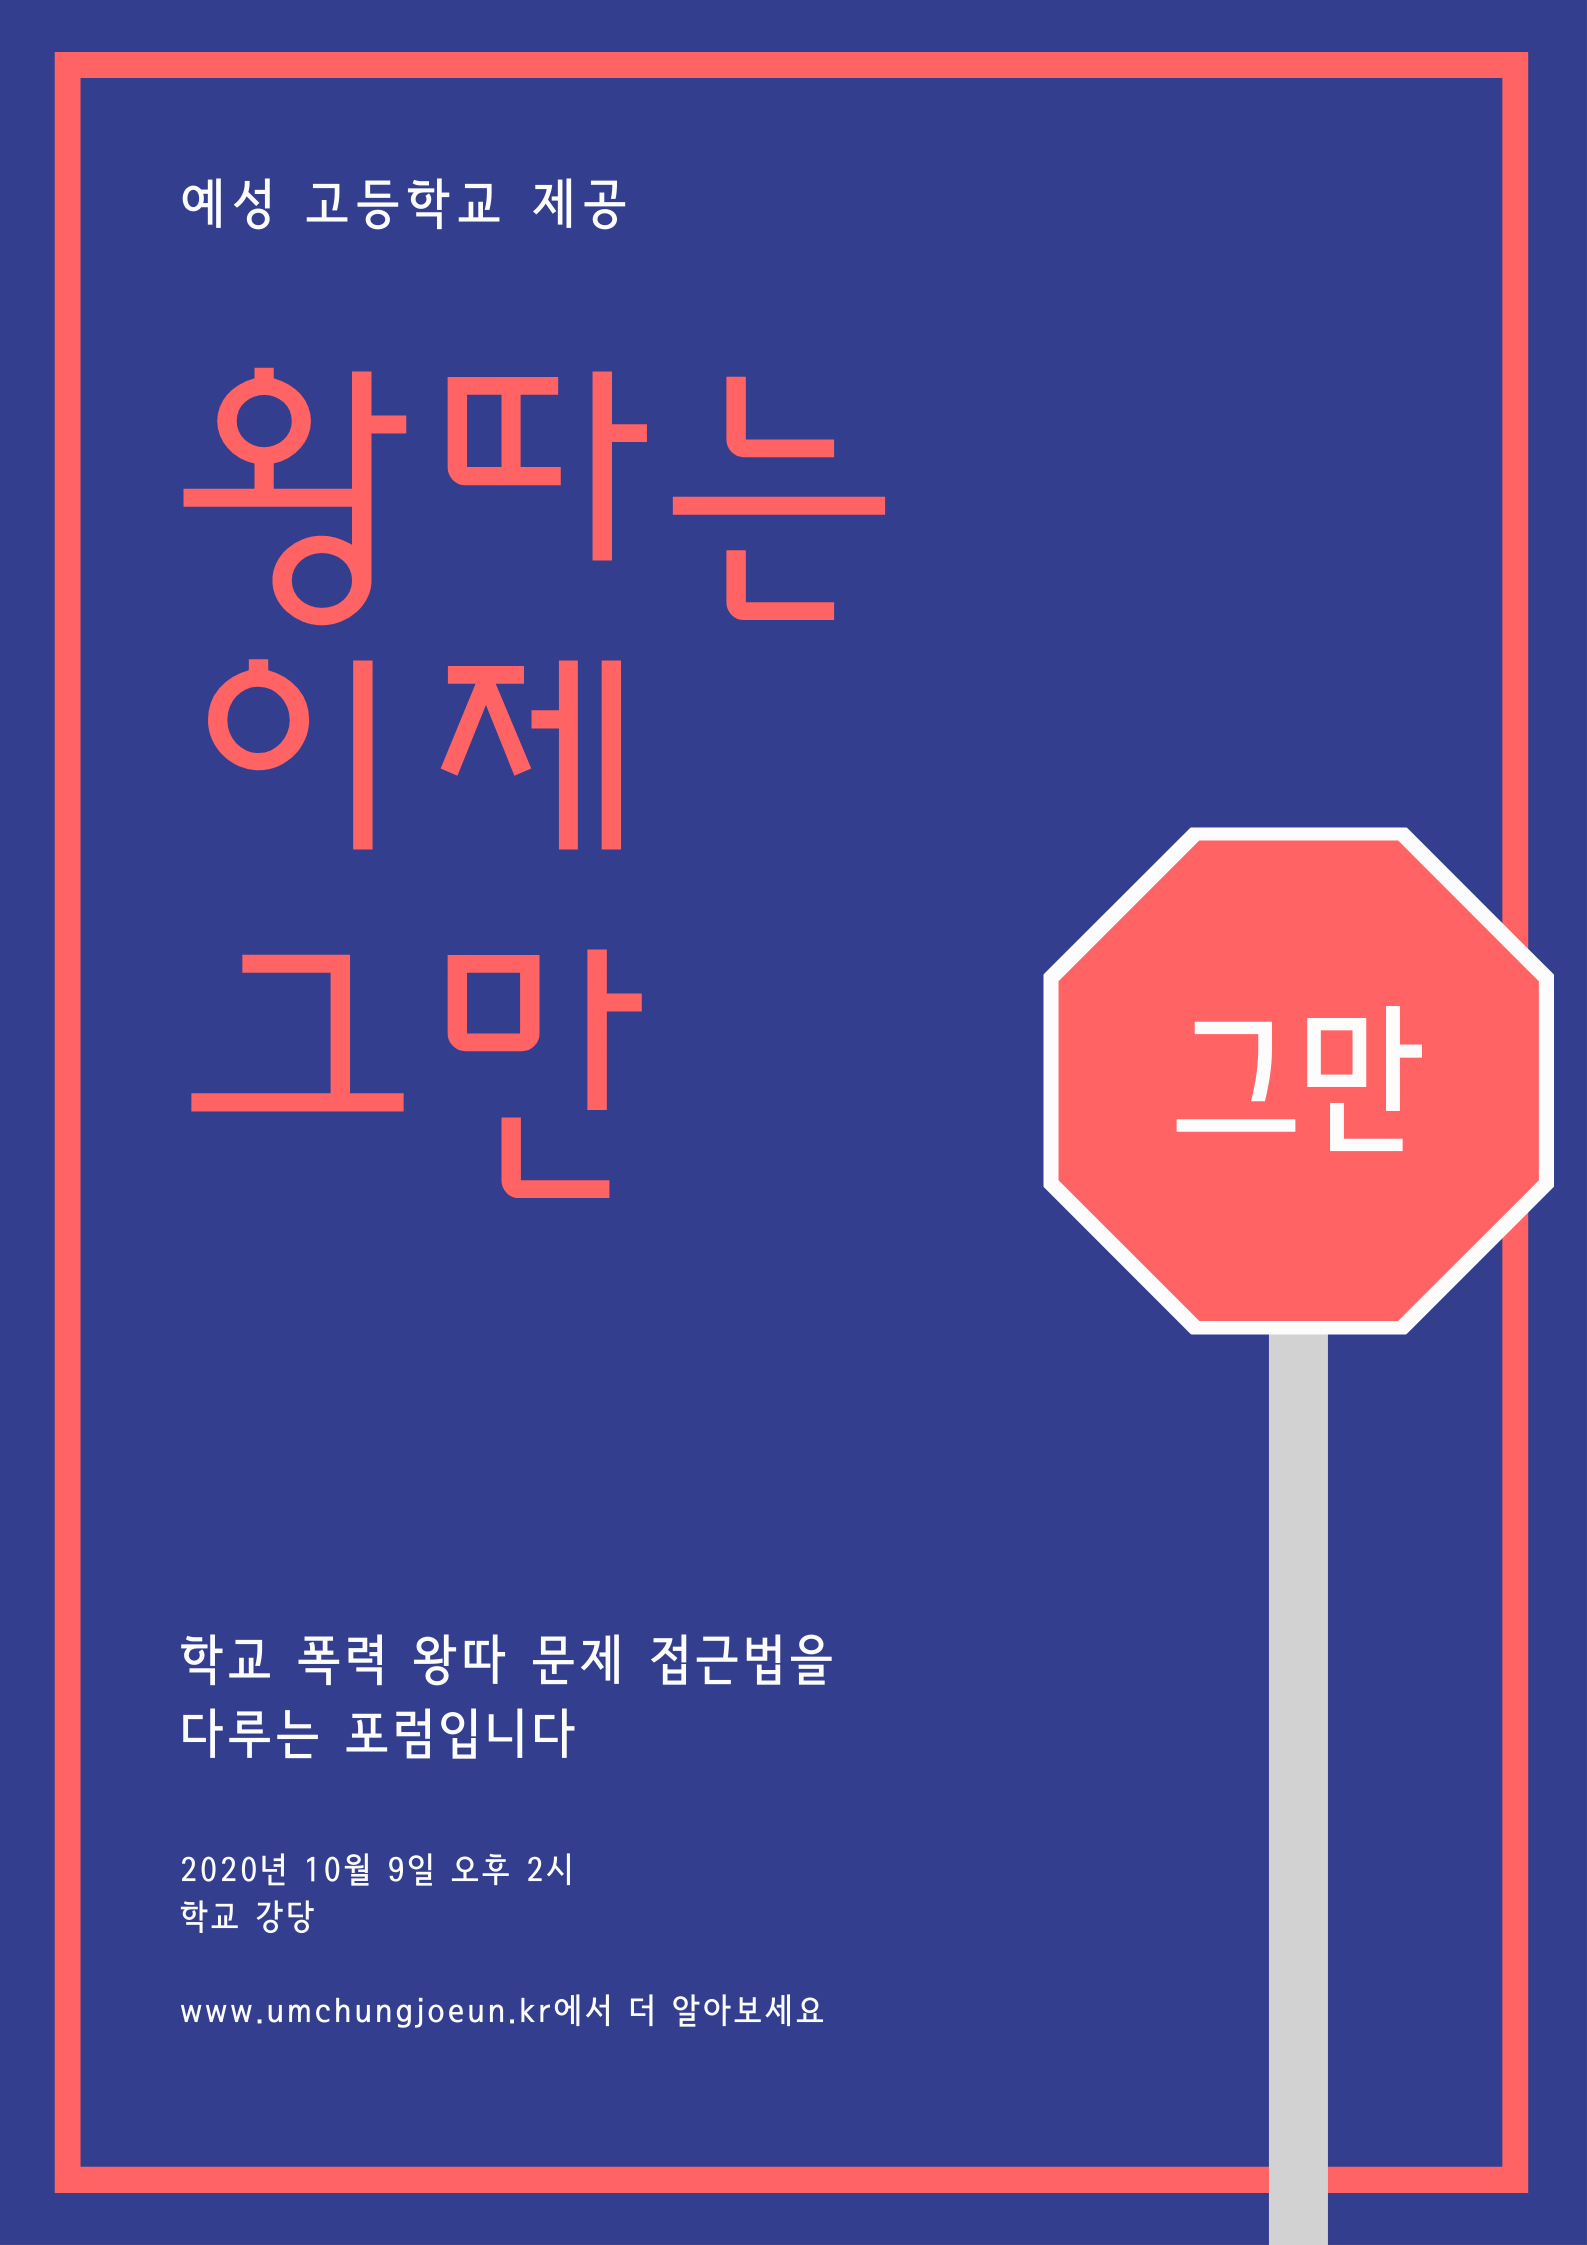 예성 고등학교 제공
왕따는
이제
그만
그만
학교 폭력 왕따 문제 접근법을
다루는 포럼입니다
2020년 10월 9일 오후 2시
학교 강당
www.umchungjoeun.kr에서 더 알아보세요